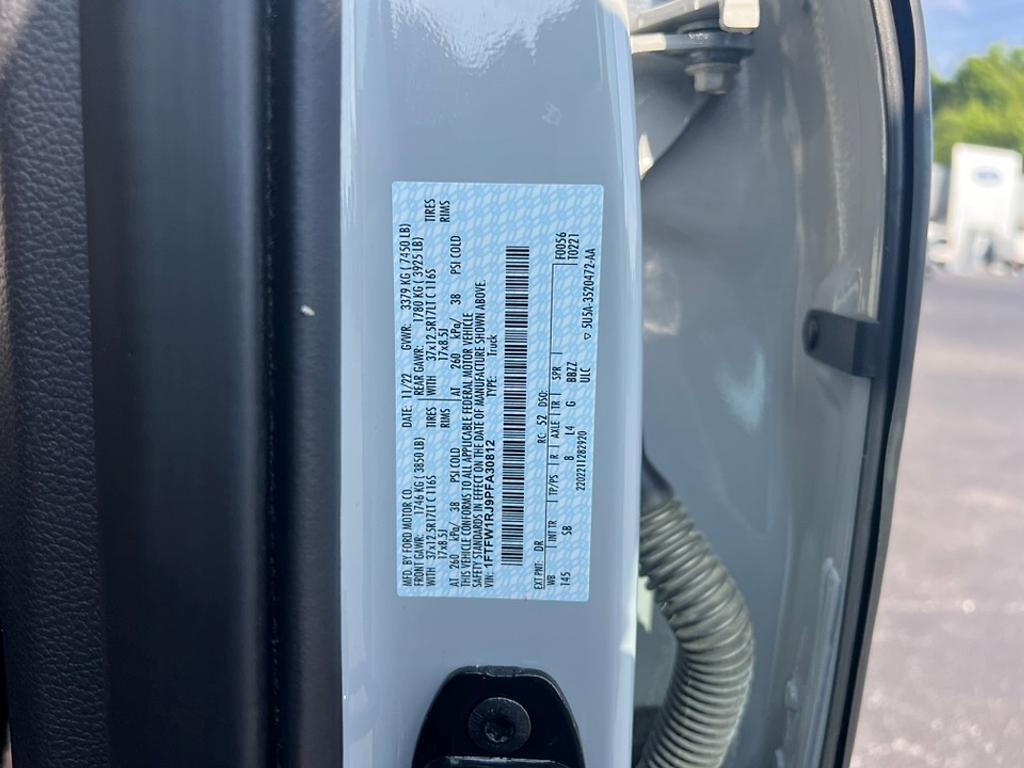 MFD. BY FORD MOTOR CO.
DATE: 11/22 GVWR: 3379 KG ( 7450 LB)
FRONT GAWR: 1746 KG ( 3850 LB) REAR GAWR: 1780 KG ( 3925 LB)
WITH 37x12.5R17LT C 116S TIRES WITH 37x12.5R17LT C 116S TIRES
17x8.5J RIMS 17x8.5J RIMS
AT 260 kPa/ 38 PSI COLD AT 260 kPa/ 38 PSI COLD
THIS VEHICLE CONFORMS TO ALL APPLICABLE FEDERAL MOTOR VEHICLE
SAFETY STANDARDS IN EFFECT ON THE DATE OF MANUFACTURE SHOWN ABOVE
VIN: 1FTFW1RJ9PFA30812 TYPE: Truck
EXT PNT: DR RC: 52 DSO: F0056
WB INT TR TP/PS R AXLE TR SPR T0221
145 SB B L4 G BBZZ
2202211282920 ULC 5U5A-3520472-AA